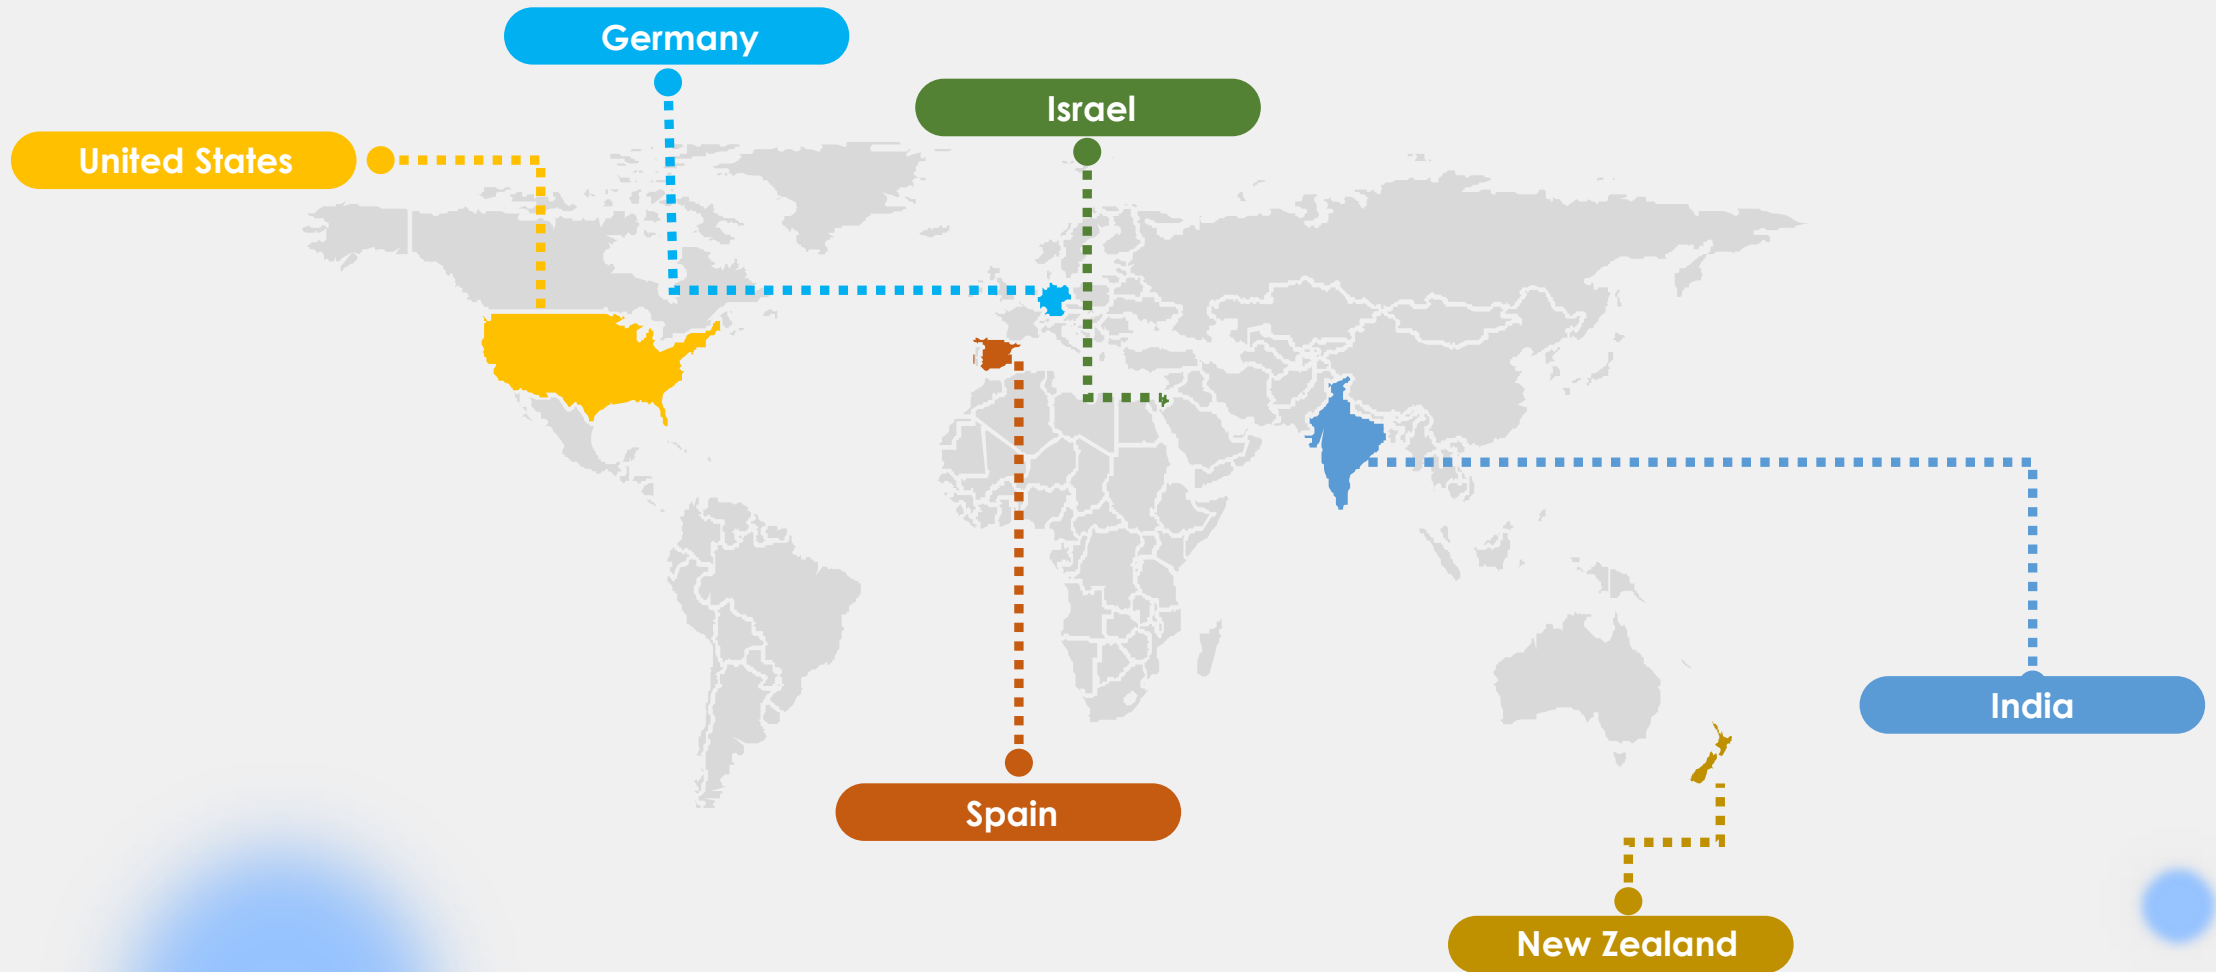 Germany
Israel
United States
India
Spain
New Zealand